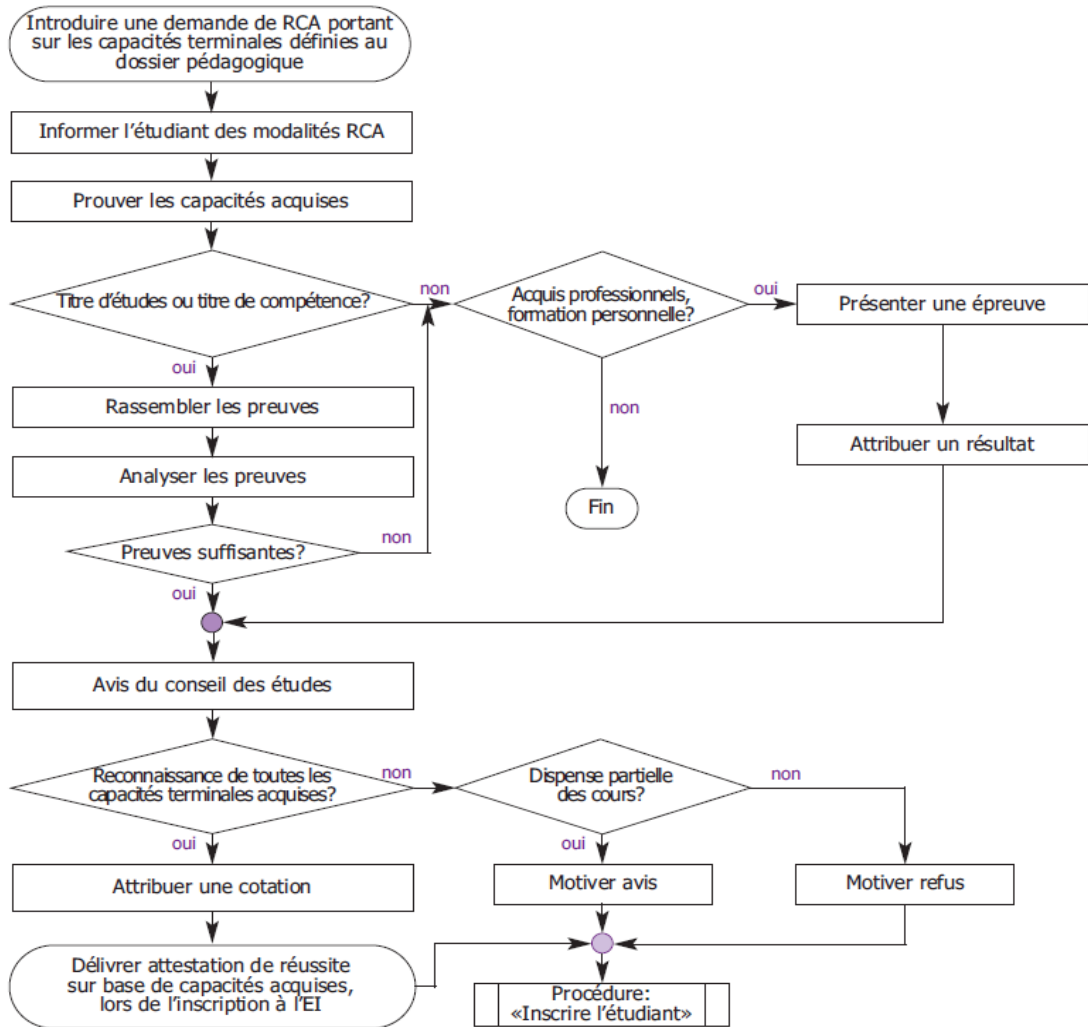 Introduire une demande de RCA portant
sur les capacités terminales définies au
dossier pédagogique
Informer l'étudiant des modalités RCA
Prouver les capacités acquises
Titre d'études ou titre de compétence?
non
Acquis professionnels,
formation personnelle?
oui
Présenter une épreuve
oui
non
Rassembler les preuves
Attribuer un résultat
Analyser les preuves
Fin
Preuves suffisantes?
non
oui
Avis du conseil des études
Reconnaissance de toutes les
capacités terminales acquises?
non
Dispense partielle
des cours?
non
oui
oui
Attribuer une cotation
Motiver avis
Motiver refus
Délivrer attestation de réussite
sur base de capacités acquises,
lors de l'inscription à l'EI
Procédure:
«Inscrire l'étudiant»